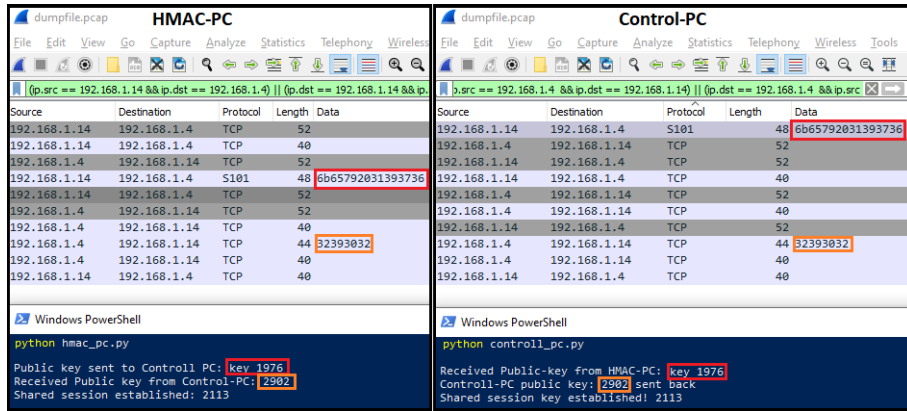 dumpfile.pcap HMAC-PC
File Edit View Go Capture Analyze Statistics Telephony Wireless
(ip.src == 192.168.1.14 && ip.dst == 192.168.1.4) || (ip.dst == 192.168.1.14 && ip.
Source Destination Protocol Length Data
192.168.1.14 192.168.1.4 TCP 52
192.168.1.4 192.168.1.14 TCP 40
192.168.1.4 192.168.1.14 TCP 52
192.168.1.14 192.168.1.4 S101 48 6b65792031393736
192.168.1.14 192.168.1.4 TCP 52
192.168.1.4 192.168.1.14 TCP 52
192.168.1.4 192.168.1.14 TCP 40
192.168.1.4 192.168.1.14 TCP 44 32393032
192.168.1.4 192.168.1.14 TCP 40
192.168.1.14 192.168.1.4 TCP 40
Windows PowerShell
python hmac_pc.py
Public key sent to Controll PC: key 1976
Received Public key from Control-PC: 2902
Shared session established: 2113
dumpfile.pcap Control-PC
File Edit View Go Capture Analyze Statistics Telephony Wireless Tools
p.src == 192.168.1.4 && ip.dst == 192.168.1.14) || (ip.dst == 192.168.1.4 && ip.src
Source Destination Protocol Length Data
192.168.1.14 192.168.1.4 S101 48 6b65792031393736
192.168.1.4 192.168.1.14 TCP 52
192.168.1.14 192.168.1.4 TCP 52
192.168.1.14 192.168.1.4 TCP 40
192.168.1.4 192.168.1.14 TCP 52
192.168.1.4 192.168.1.14 TCP 40
192.168.1.14 192.168.1.4 TCP 52
192.168.1.4 192.168.1.14 TCP 44 32393032
192.168.1.4 192.168.1.14 TCP 40
192.168.1.14 192.168.1.4 TCP 40
Windows PowerShell
python controll_pc.py
Received Public-key from HMAC-PC: key 1976
Control-PC public key: 2902 sent back
Shared session key established! 2113